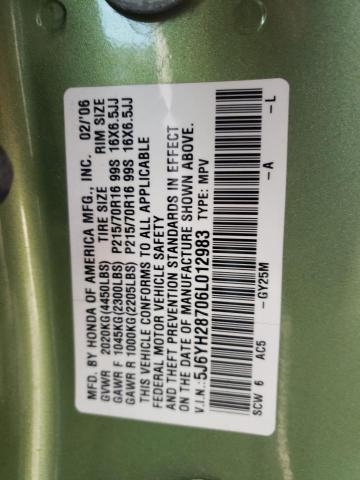 MFD. BY HONDA OF AMERICA MFG., INC. 02/'06
TIRE SIZE RIM SIZE
GVWR 2020KG(4450LBS)
GAWR F 1045KG(2300LBS) P215/70R16 99S 16X6.5JJ
GAWR R 1000KG(2205LBS) P215/70R16 99S 16X6.5JJ
THIS VEHICLE CONFORMS TO ALL APPLICABLE
FEDERAL MOTOR VEHICLE SAFETY
AND THEFT PREVENTION STANDARDS IN EFFECT
ON THE DATE OF MANUFACTURE SHOWN ABOVE.
V.I.N.: 5J6YH28706L012983 TYPE: MPV
SCW 6 AC5 -GY25M -A -L